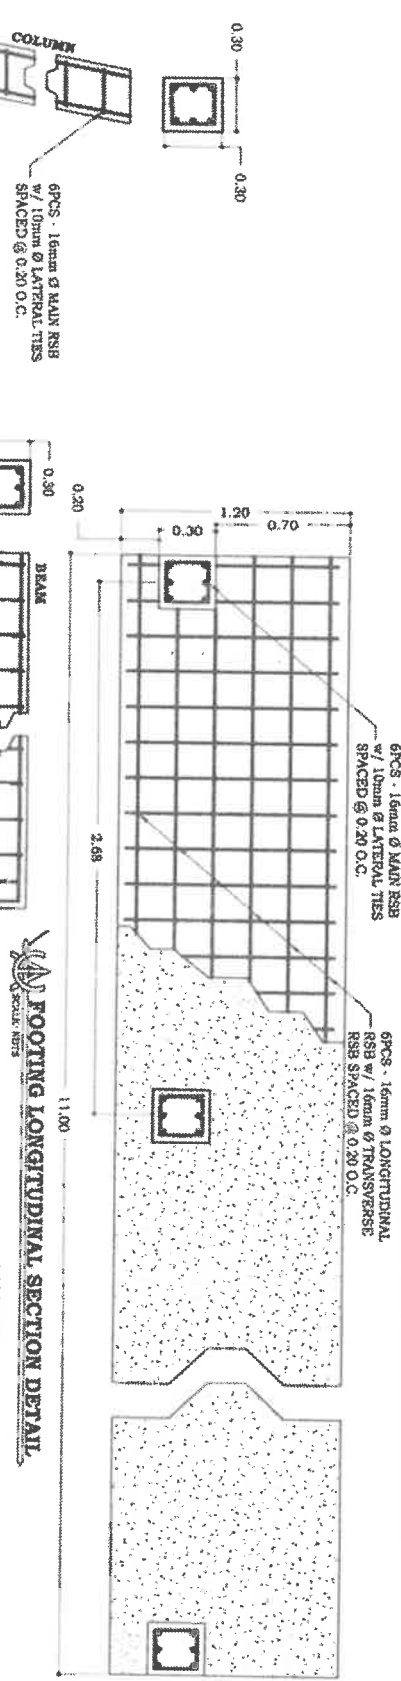 0.30
0.30
COLUMN
6PCS - 16mm Ø MAIN RSB
w/ 10mm Ø LATERAL TIES
SPACED @ 0.20 O.C.
6PCS - 16mm Ø MAIN RSB
w/ 10mm Ø LATERAL TIES
SPACED @ 0.20 O.C.
6PCS - 16mm Ø LONGITUDINAL
RSB w/ 16mm Ø TRANSVERSE
RSB SPACED @ 0.20 O.C.
1.20
0.70
0.30
0.20
2.68
11.00
0.30
BEAM
FOOTING LONGITUDINAL SECTION DETAIL
SCALE: NTS